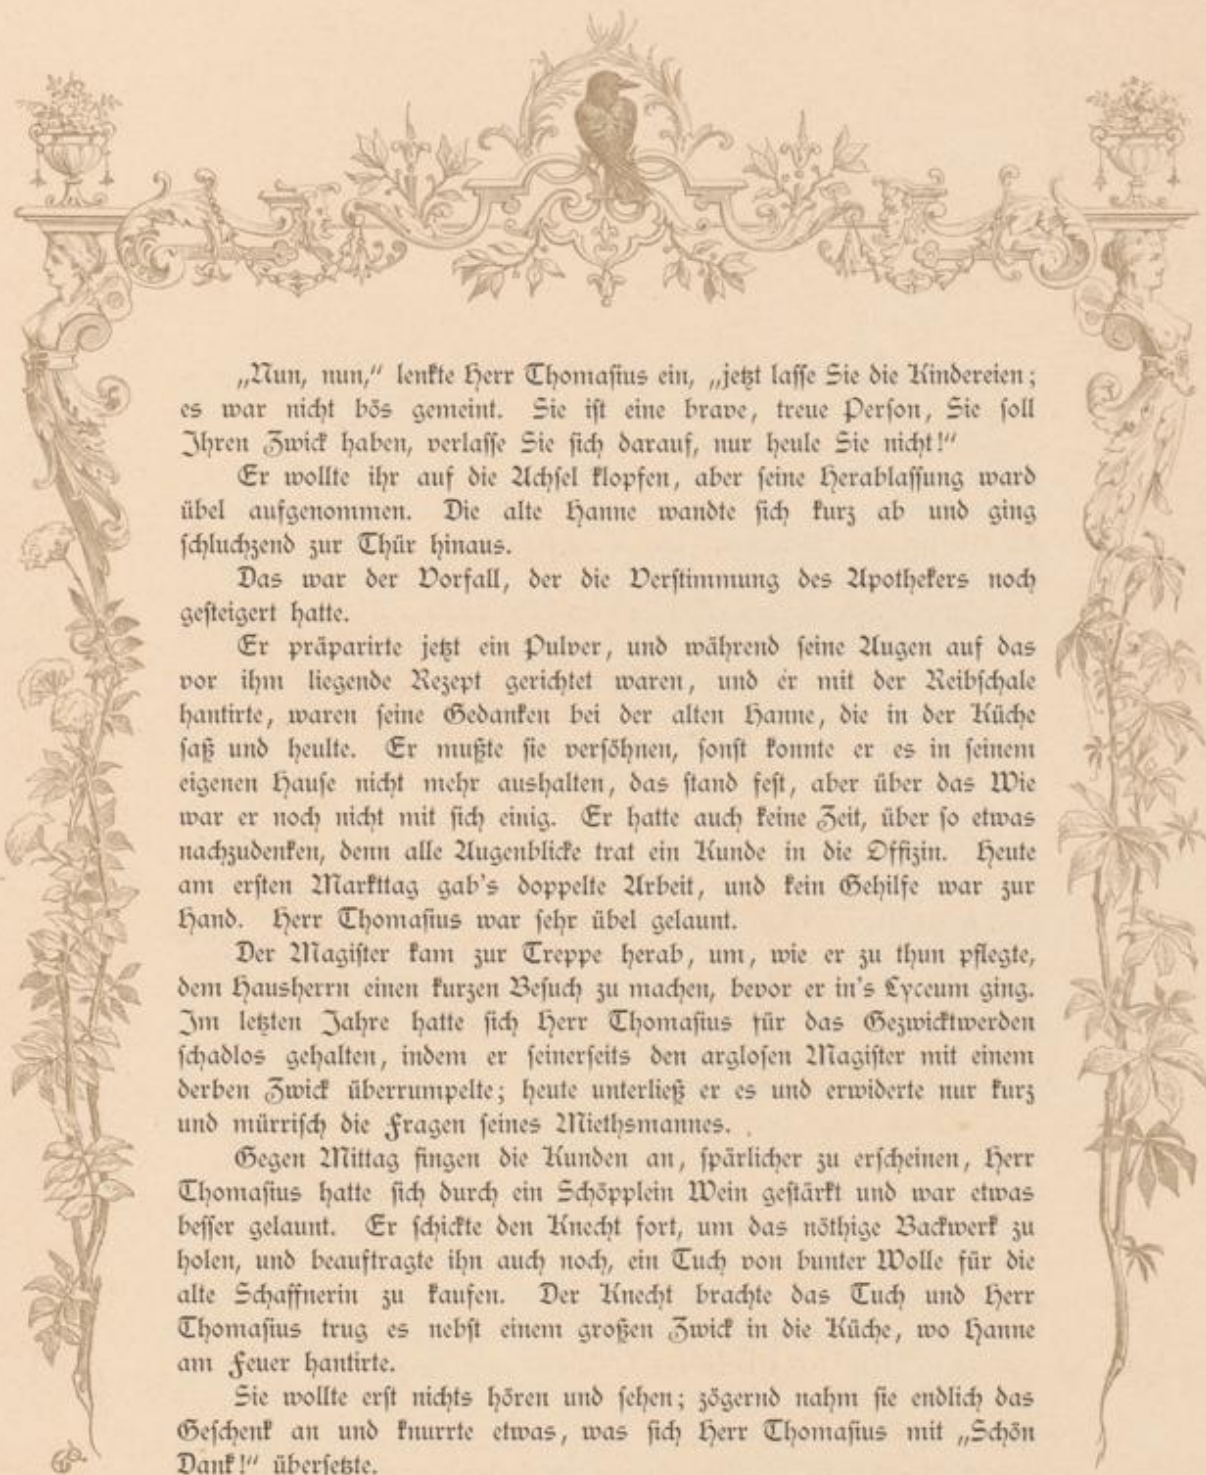 „Nun, nun,“ lenkte Herr Thomasius ein, „jetzt lasse Sie die Kindereien;
es war nicht bös gemeint. Sie ist eine brave, treue Person, Sie soll
Ihren Zwick haben, verlasse Sie sich darauf, nur heule Sie nicht!“
Er wollte ihr auf die Achsel klopfen, aber seine Herablassung ward
übel aufgenommen. Die alte Hanne wandte sich kurz ab und ging
schluchzend zur Thür hinaus.
Das war der Vorfall, der die Verstimmung des Apothekers noch
gesteigert hatte.
Er präparirte jetzt ein Pulver, und während seine Augen auf das
vor ihm liegende Rezept gerichtet waren, und er mit der Reibschale
hantirte, waren seine Gedanken bei der alten Hanne, die in der Küche
saß und heulte. Er mußte sie versöhnen, sonst konnte er es in seinem
eigenen Hause nicht mehr aushalten, das stand fest, aber über das Wie
war er noch nicht mit sich einig. Er hatte auch keine Zeit, über so etwas
nachzudenken, denn alle Augenblicke trat ein Kunde in die Offizin. Heute
am ersten Markttag gab's doppelte Arbeit, und kein Gehilfe war zur
Hand. Herr Thomasius war sehr übel gelaunt.
Der Magister kam zur Treppe herab, um, wie er zu thun pflegte,
dem Hausherrn einen kurzen Besuch zu machen, bevor er in's Lyceum ging.
Im letzten Jahre hatte sich Herr Thomasius für das Gezwicktwerden
schadlos gehalten, indem er seinerseits den arglosen Magister mit einem
derben Zwick überrumpelte; heute unterließ er es und erwiderte nur kurz
und mürrisch die Fragen seines Miethsmannes.
Gegen Mittag fingen die Kunden an, spärlicher zu erscheinen, Herr
Thomasius hatte sich durch ein Schöpplein Wein gestärkt und war etwas
besser gelaunt. Er schickte den Knecht fort, um das nöthige Backwerk zu
holen, und beauftragte ihn auch noch, ein Tuch von bunter Wolle für die
alte Schaffnerin zu kaufen. Der Knecht brachte das Tuch und Herr
Thomasius trug es nebst einem großen Zwick in die Küche, wo Hanne
am Feuer hantirte.
Sie wollte erst nichts hören und sehen; zögernd nahm sie endlich das
Geschenk an und knurrte etwas, was sich Herr Thomasius mit „Schön
Dank!“ übersetzte.